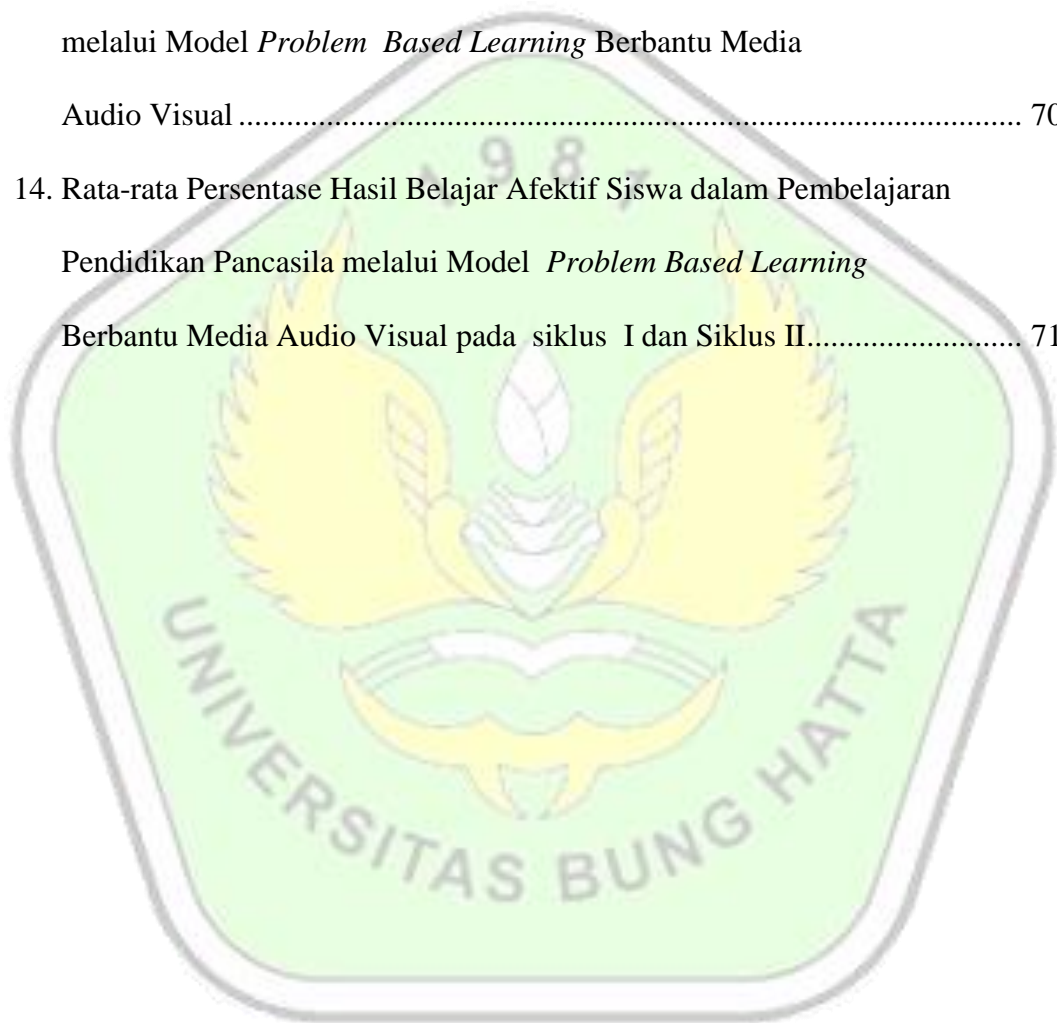 melalui Model Problem Based Learning Berbantu Media
Audio Visual ........................................................................................... 70
14. Rata-rata Persentase Hasil Belajar Afektif Siswa dalam Pembelajaran
Pendidikan Pancasila melalui Model Problem Based Learning
Berbantu Media Audio Visual pada siklus I dan Siklus II......................... 71
1981
UNIVERSITAS BUNG HATTA